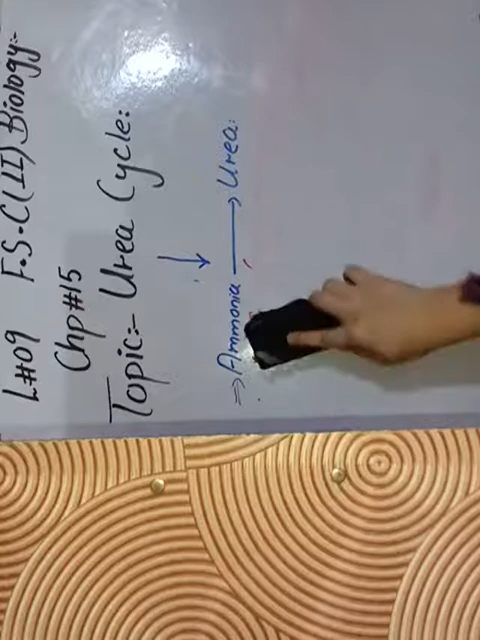 L#09 F.S.C(II) Biology:-
Chp#15
Topic:- Urea Cycle:
↓
⇒ Ammonia → Urea: